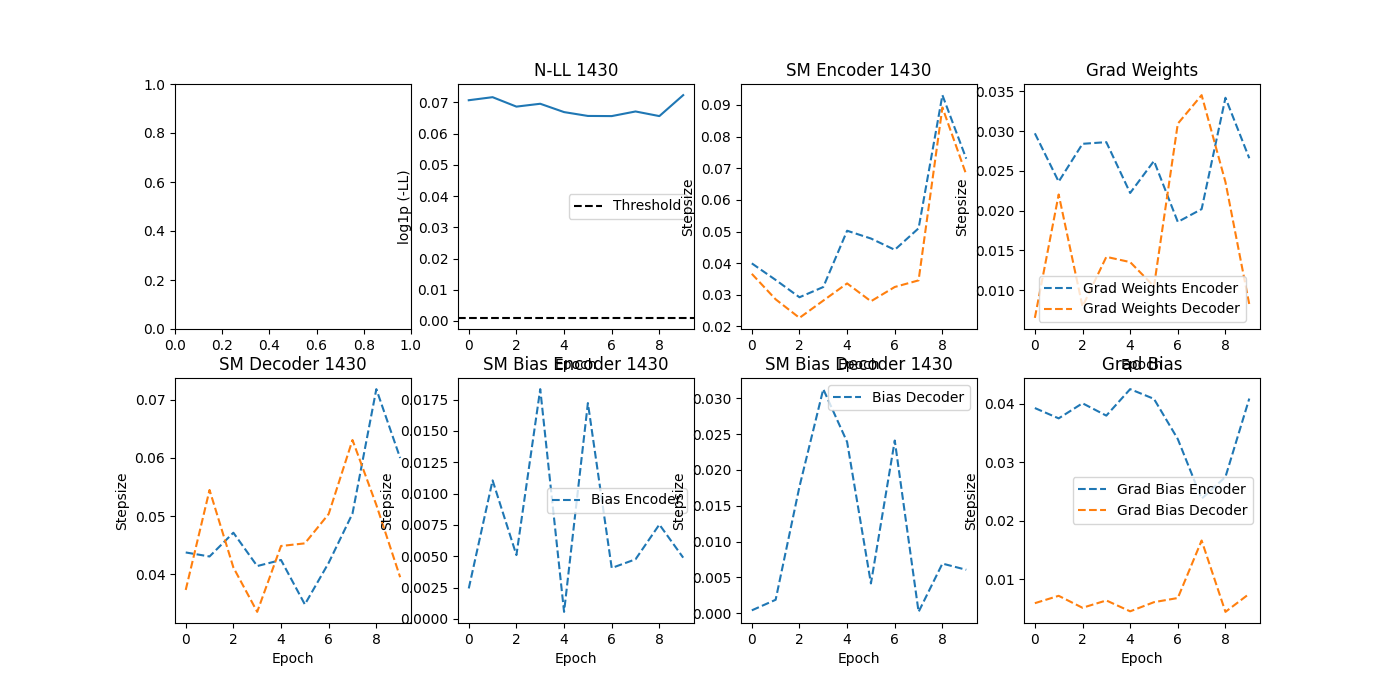 N-LL 1430
SM Encoder 1430
Grad Weights
1.0
0.8
0.6
0.4
0.2
0.0
0.0 0.2 0.4 0.6 0.8 1.0
log1p (-LL)
0.07
0.06
0.05
0.04
0.03
0.02
0.01
0.00
Threshold
0 2 4 6 8
Epoch
Stepsize
0.09
0.08
0.07
0.06
0.05
0.04
0.03
0.02
0 2 4 6 8
Epoch
Stepsize
0.035
0.030
0.025
0.020
0.015
0.010
Grad Weights Encoder
Grad Weights Decoder
0 2 4 6 8
Epoch
SM Decoder 1430
SM Bias Encoder 1430
SM Bias Decoder 1430
Grad Bias
Stepsize
0.07
0.06
0.05
0.04
0 2 4 6 8
Epoch
Stepsize
0.0175
0.0150
0.0125
0.0100
0.0075
0.0050
0.0025
0.0000
Bias Encoder
0 2 4 6 8
Epoch
Stepsize
0.030
0.025
0.020
0.015
0.010
0.005
0.000
Bias Decoder
0 2 4 6 8
Epoch
Stepsize
0.04
0.03
0.02
0.01
Grad Bias Encoder
Grad Bias Decoder
0 2 4 6 8
Epoch